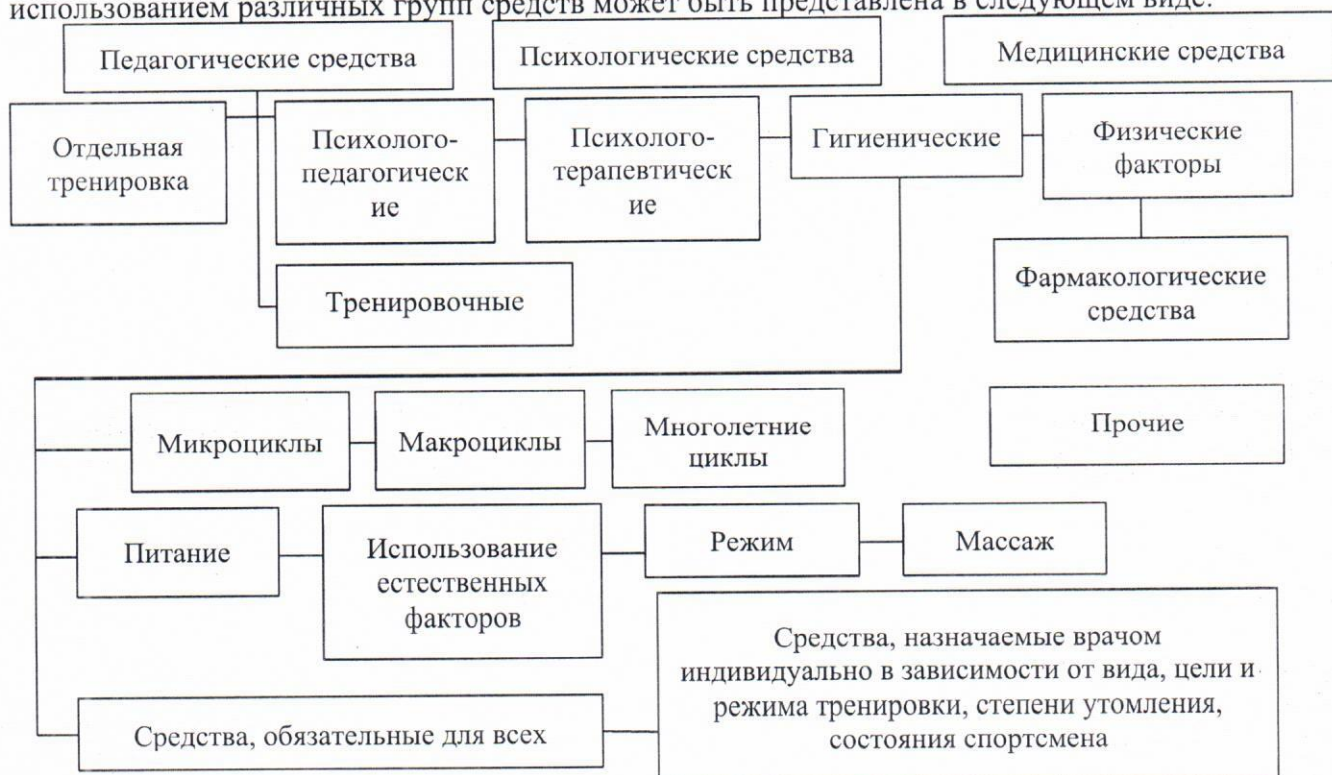 использованием различных групп средств может быть представлена в следующем виде:
Педагогические средства
Психологические средства
Медицинские средства
Отдельная
тренировка
Психолого-
педагогическ
ие
Психолого-
терапевтическ
ие
Гигиенические
Физические
факторы
Тренировочные
Фармакологические
средства
Микроциклы
Макроциклы
Многолетние
циклы
Прочие
Питание
Использование
естественных
факторов
Режим
Массаж
Средства, обязательные для всех
Средства, назначаемые врачом
индивидуально в зависимости от вида, цели и
режима тренировки, степени утомления,
состояния спортсмена